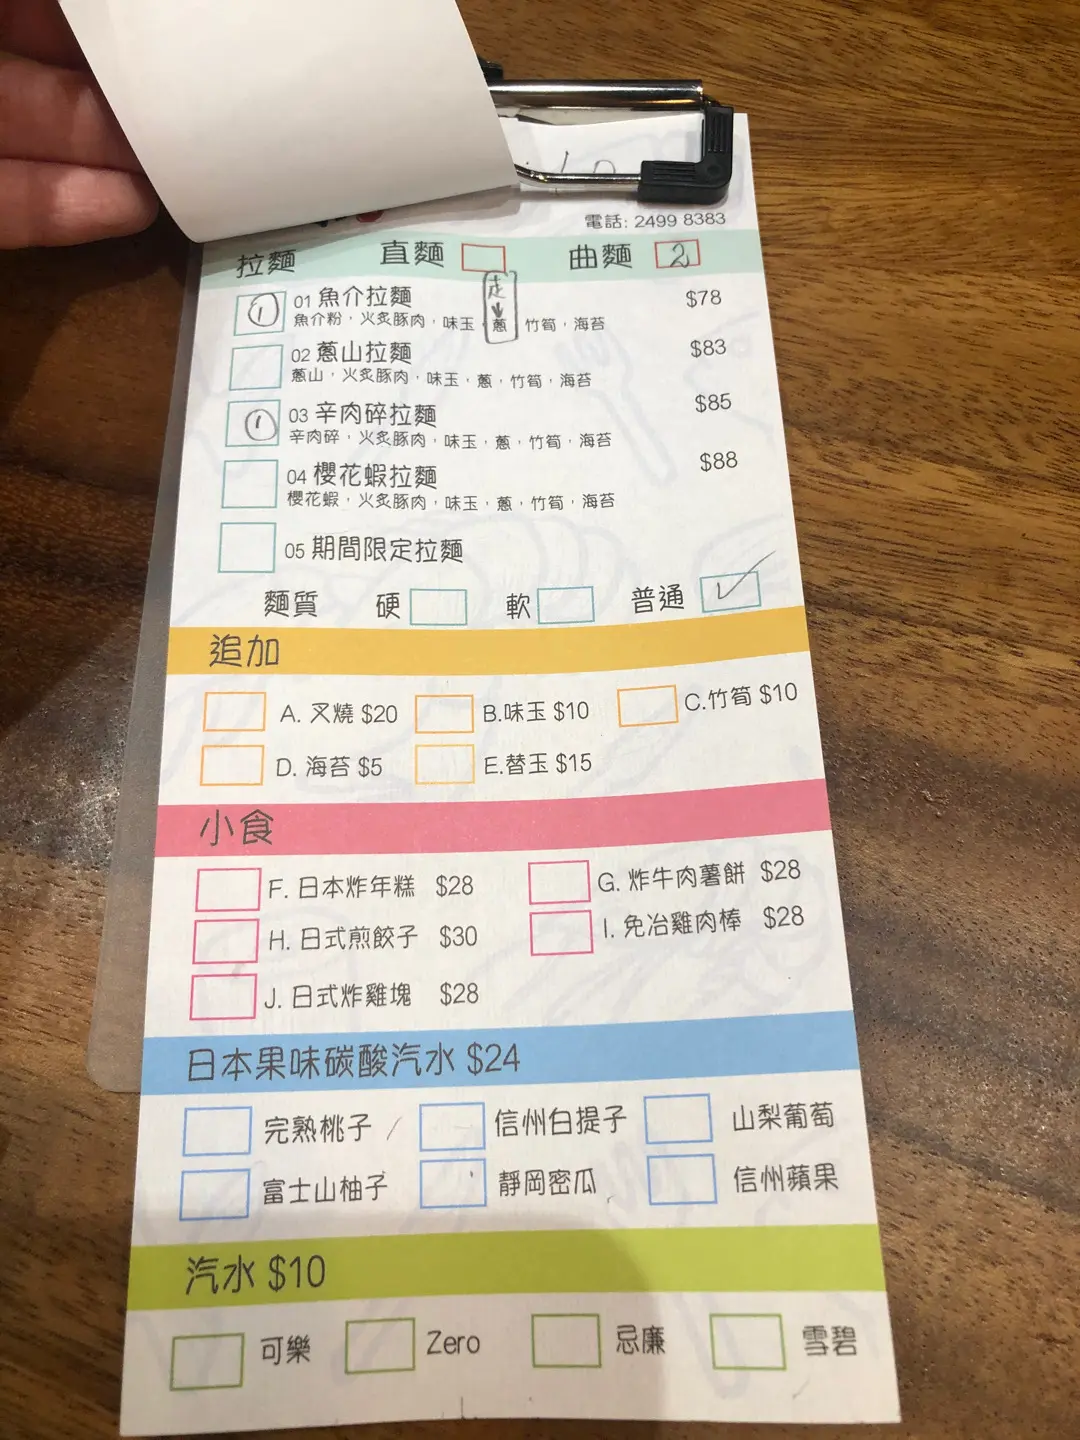 電話: 2499 8383
拉麵 直麵 曲麵 2
1 01 魚介拉麵 $78
走
魚介粉，火炙豚肉，味玉，蔥，竹筍，海苔
02 蔥山拉麵 $83
蔥山，火炙豚肉，味玉，蔥，竹筍，海苔
1 03 辛肉碎拉麵 $85
辛肉碎，火炙豚肉，味玉，蔥，竹筍，海苔
04 櫻花蝦拉麵 $88
櫻花蝦，火炙豚肉，味玉，蔥，竹筍，海苔
05 期間限定拉麵
麵質 硬 軟 普通 ✓
追加
A. 叉燒 $20 B.味玉 $10 C.竹筍 $10
D. 海苔 $5 E.替玉 $15
小食
F. 日本炸年糕 $28 G. 炸牛肉薯餅 $28
H. 日式煎餃子 $30 I. 免治雞肉棒 $28
J. 日式炸雞塊 $28
日本果味碳酸汽水 $24
完熟桃子 信州白提子 山梨葡萄
富士山柚子 靜岡密瓜 信州蘋果
汽水 $10
可樂 Zero 忌廉 雪碧